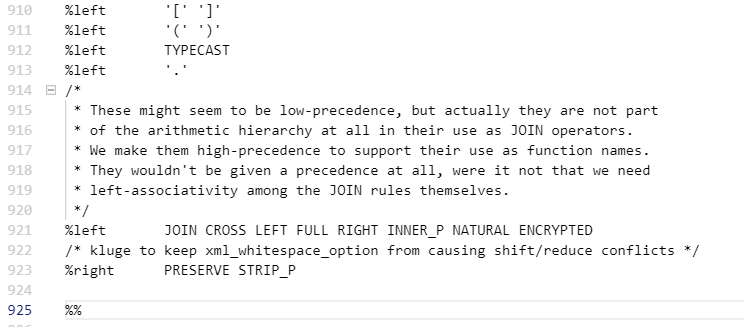 910 %left '[' ']'
911 %left '(' ')'
912 %left TYPECAST
913 %left '.'
914 /*
915 * These might seem to be low-precedence, but actually they are not part
916 * of the arithmetic hierarchy at all in their use as JOIN operators.
917 * We make them high-precedence to support their use as function names.
918 * They wouldn't be given a precedence at all, were it not that we need
919 * left-associativity among the JOIN rules themselves.
920 */
921 %left JOIN CROSS LEFT FULL RIGHT INNER_P NATURAL ENCRYPTED
922 /* kluge to keep xml_whitespace_option from causing shift/reduce conflicts */
923 %right PRESERVE STRIP_P
924
925 %%